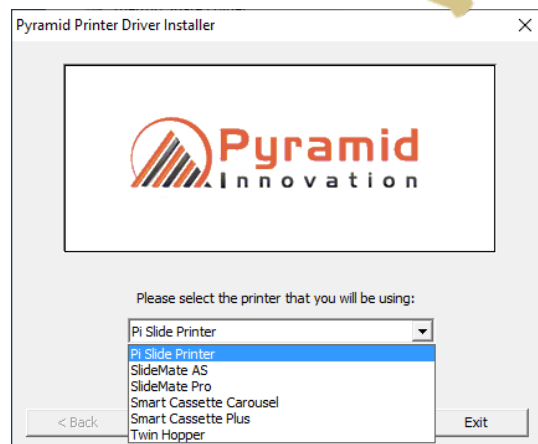 Pyramid Printer Driver Installer
Pyramid
Innovation
Please select the printer that you will be using:
Pi Slide Printer
Pi Slide Printer
SlideMate AS
SlideMate Pro
Smart Cassette Carousel
Smart Cassette Plus
Twin Hopper
< Back
Exit